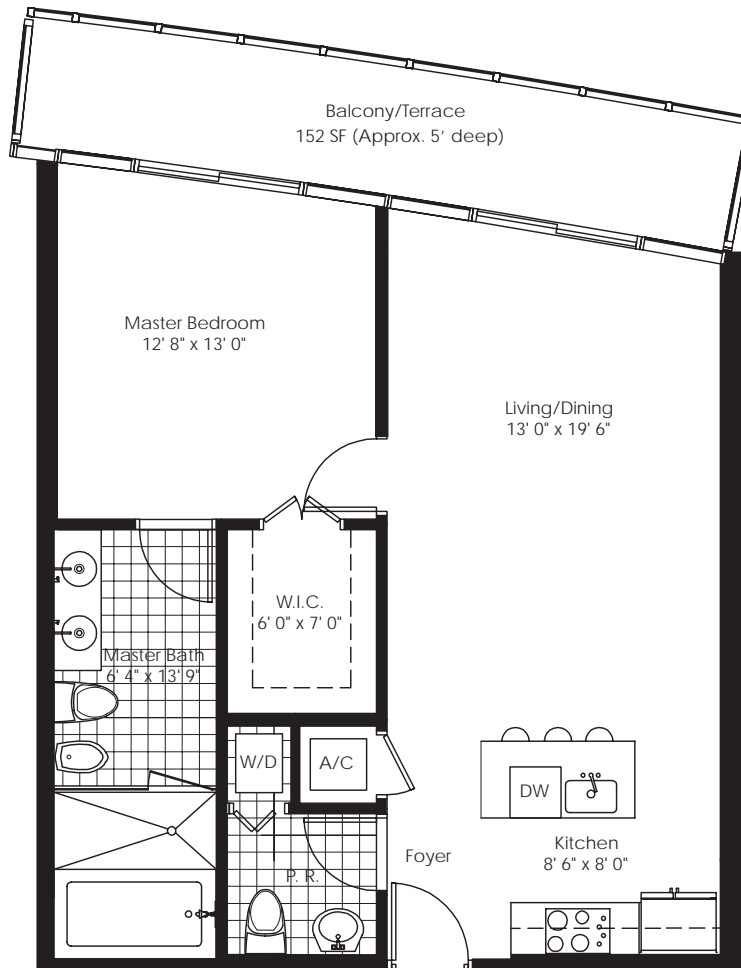 Balcony/Terrace
152 SF (Approx. 5' deep)
Master Bedroom
12' 8" x 13' 0"
Living/Dining
13' 0" x 19' 6"
W.I.C.
6' 0" x 7' 0"
Master Bath
6' 4" x 13' 9"
W/D
A/C
DW
Kitchen
8' 6" x 8' 0"
Foyer
P. R.